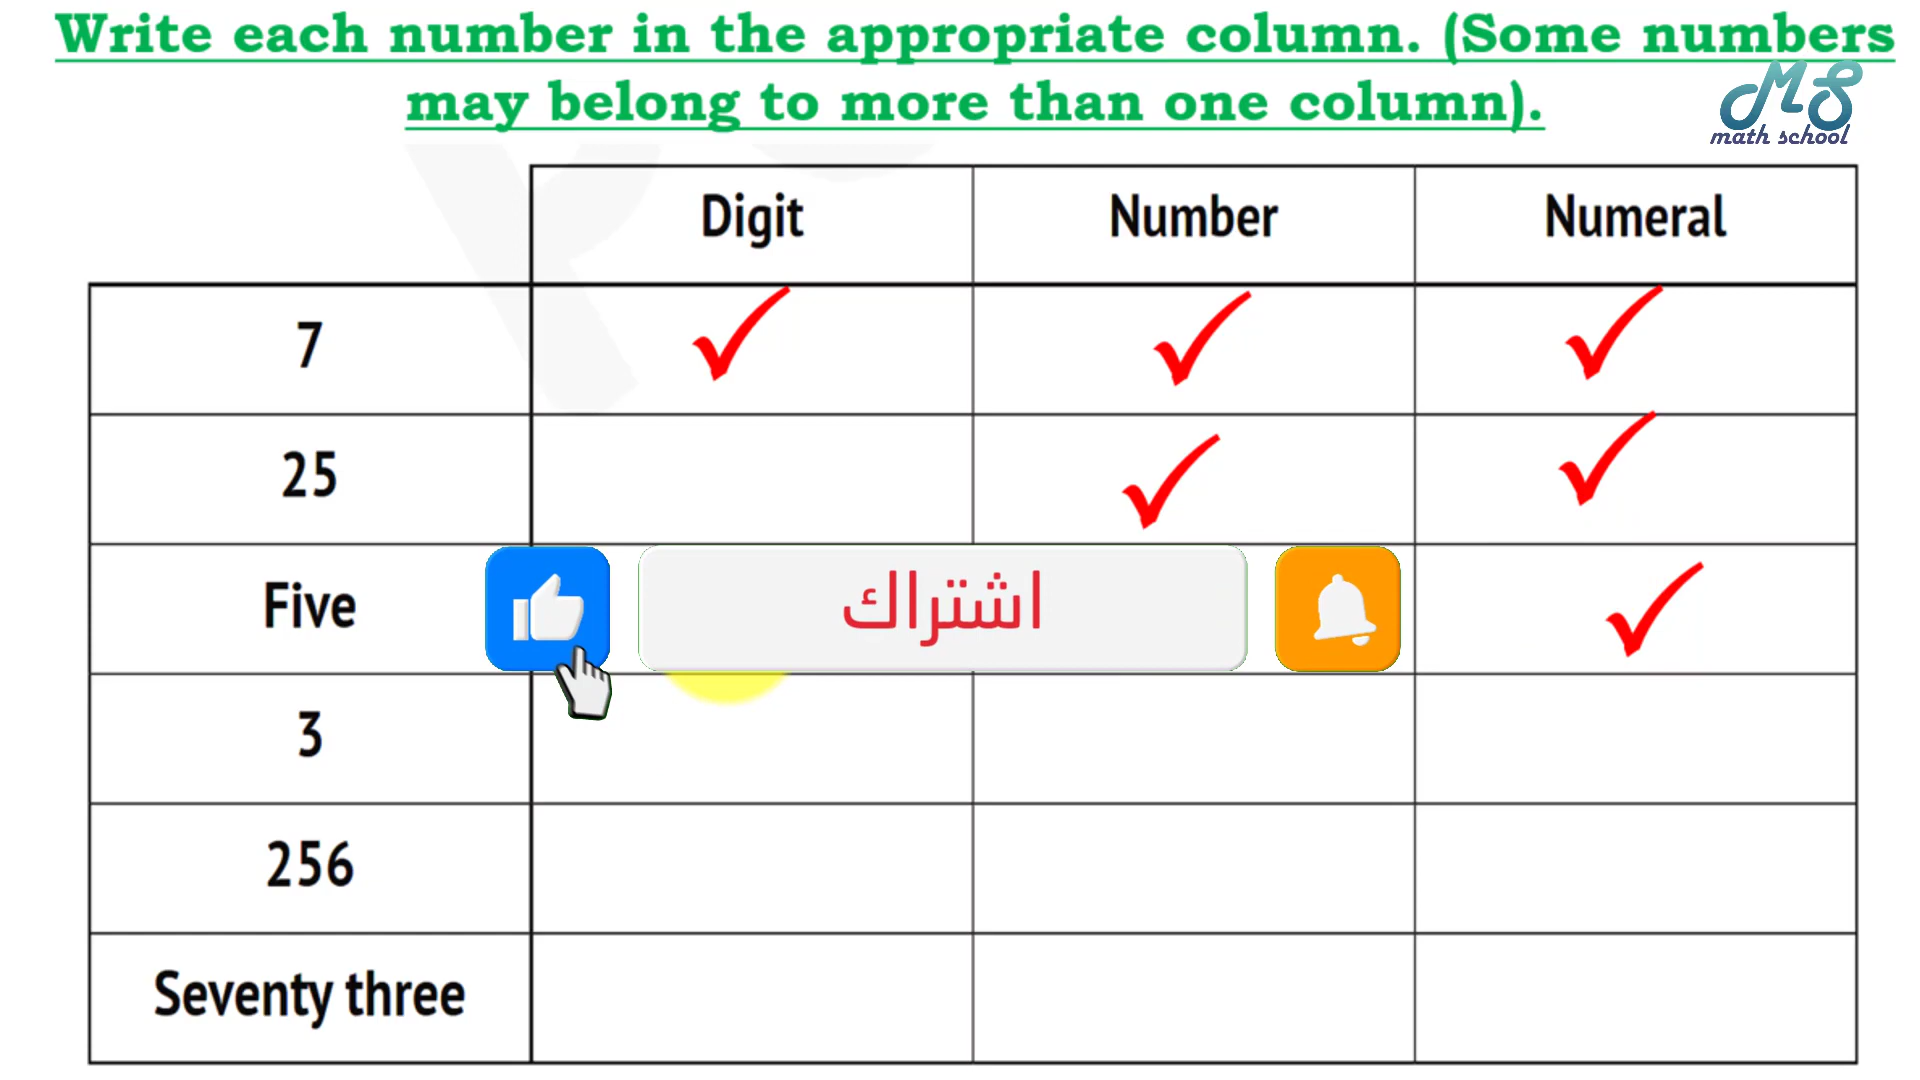 Write each number in the appropriate column. (Some numbers
may belong to more than one column).
MS
math school
Digit Number Numeral
7
25
Five
اشتراك
3
256
Seventy three